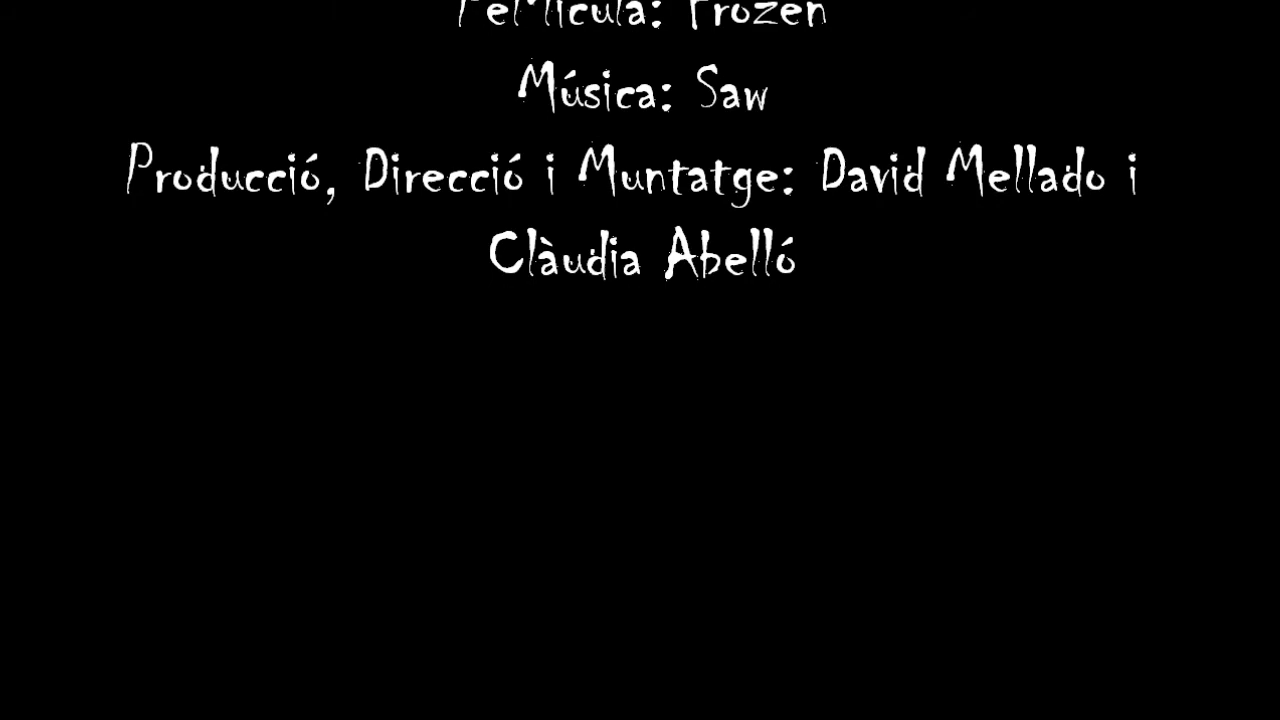 Pel·lícula: Frozen
Música: Saw
Producció, Direcció i Muntatge: David Mellado i
Clàudia Abelló